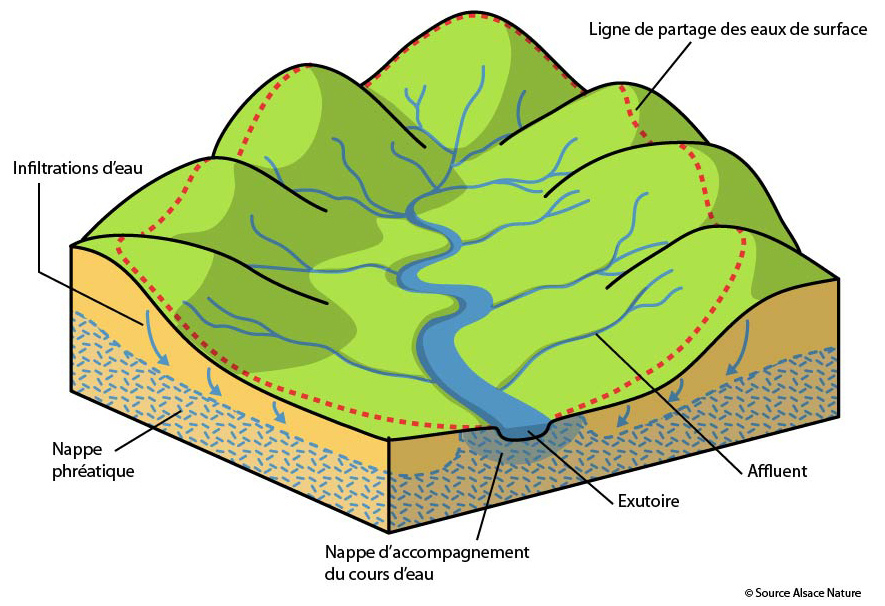 Ligne de partage des eaux de surface
Infiltrations d'eau
Nappe
phréatique
Affluent
Exutoire
Nappe d'accompagnement
du cours d'eau
© Source Alsace Nature